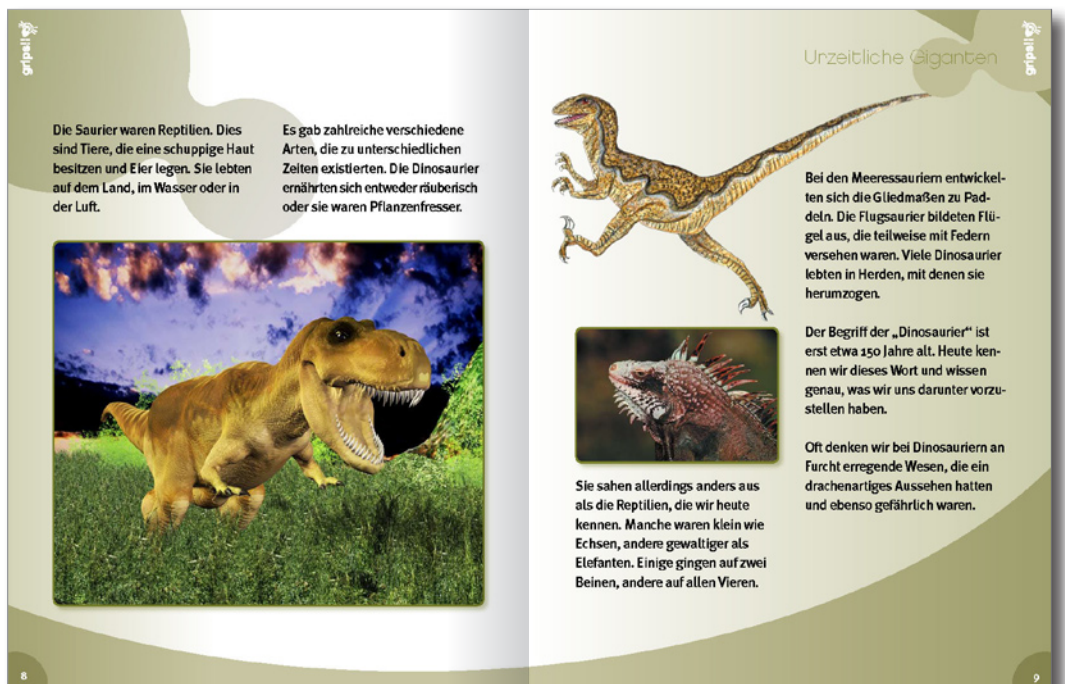 gripsi!
Die Saurier waren Reptilien. Dies
sind Tiere, die eine schuppige Haut
besitzen und Eier legen. Sie lebten
auf dem Land, im Wasser oder in
der Luft.
Es gab zahlreiche verschiedene
Arten, die zu unterschiedlichen
Zeiten existierten. Die Dinosaurier
ernährten sich entweder räuberisch
oder sie waren Pflanzenfresser.
8
Urzeitliche Giganten
gripsi!
Sie sahen allerdings anders aus
als die Reptilien, die wir heute
kennen. Manche waren klein wie
Echsen, andere gewaltiger als
Elefanten. Einige gingen auf zwei
Beinen, andere auf allen Vieren.
Bei den Meeressauriern entwickel-
ten sich die Gliedmaßen zu Pad-
deln. Die Flugsaurier bildeten Flü-
gel aus, die teilweise mit Federn
versehen waren. Viele Dinosaurier
lebten in Herden, mit denen sie
herumzogen.
Der Begriff der „Dinosaurier“ ist
erst etwa 150 Jahre alt. Heute ken-
nen wir dieses Wort und wissen
genau, was wir uns darunter vorzu-
stellen haben.
Oft denken wir bei Dinosauriern an
Furcht erregende Wesen, die ein
drachenartiges Aussehen hatten
und ebenso gefährlich waren.
9